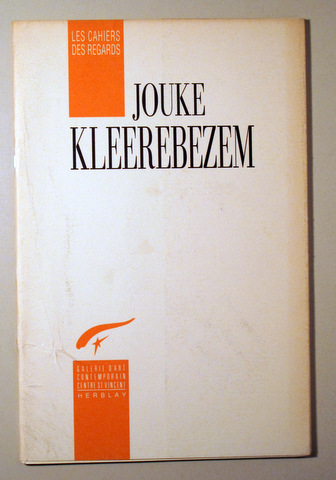 LES CAHIERS
DES REGARDS
JOUKE
KLEEREBEZEM
GALERIE D'ART
CONTEMPORAIN
CENTRE ST VINCENT
HERBLAY